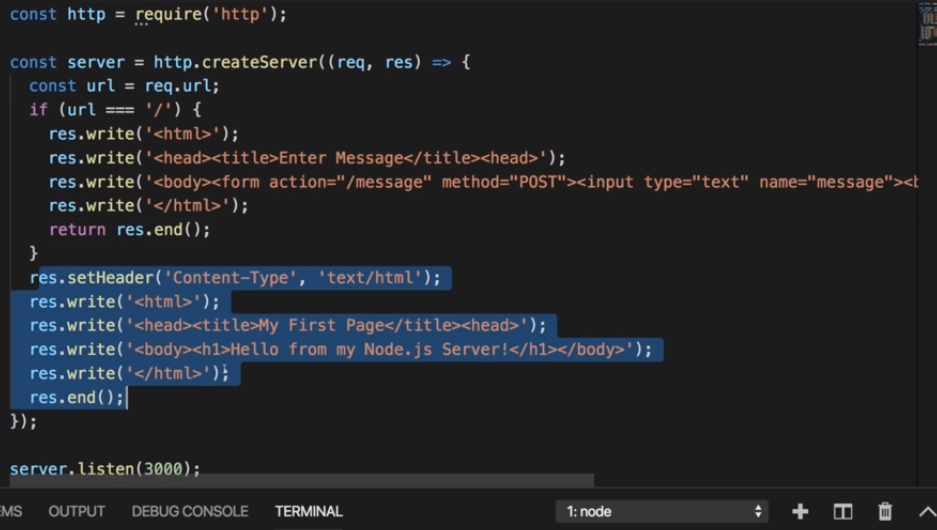 const http = require('http');
const server = http.createServer((req, res) => {
const url = req.url;
if (url === '/') {
res.write('<html>');
res.write('<head><title>Enter Message</title><head>');
res.write('<body><form action="/message" method="POST"><input type="text" name="message"><b
res.write('</html>');
return res.end();
}
res.setHeader('Content-Type', 'text/html');
res.write('<html>');
res.write('<head><title>My First Page</title><head>');
res.write('<body><h1>Hello from my Node.js Server!</h1></body>');
res.write('</html>');
res.end();
});
server.listen(3000);
EMS OUTPUT DEBUG CONSOLE TERMINAL 1: node